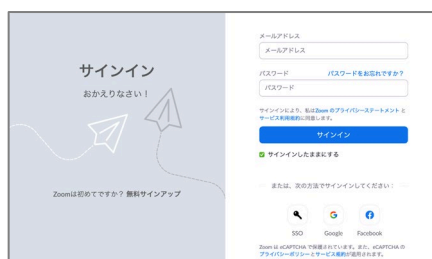 サインイン
おかえりなさい！
Zoomは初めてですか？ 無料サインアップ
メールアドレス
メールアドレス
パスワード パスワードをお忘れですか？
パスワード
サインインにより、私はZoom のプライバシーステートメント と
サービス利用規約に同意します。
サインイン
サインインしたままにする
または、次の方法でサインインしてください：
SSO Google Facebook
Zoom は eCAPTCHA で保護されています。また、eCAPTCHA の
プライバシーポリシーとサービス規約が適用されます。